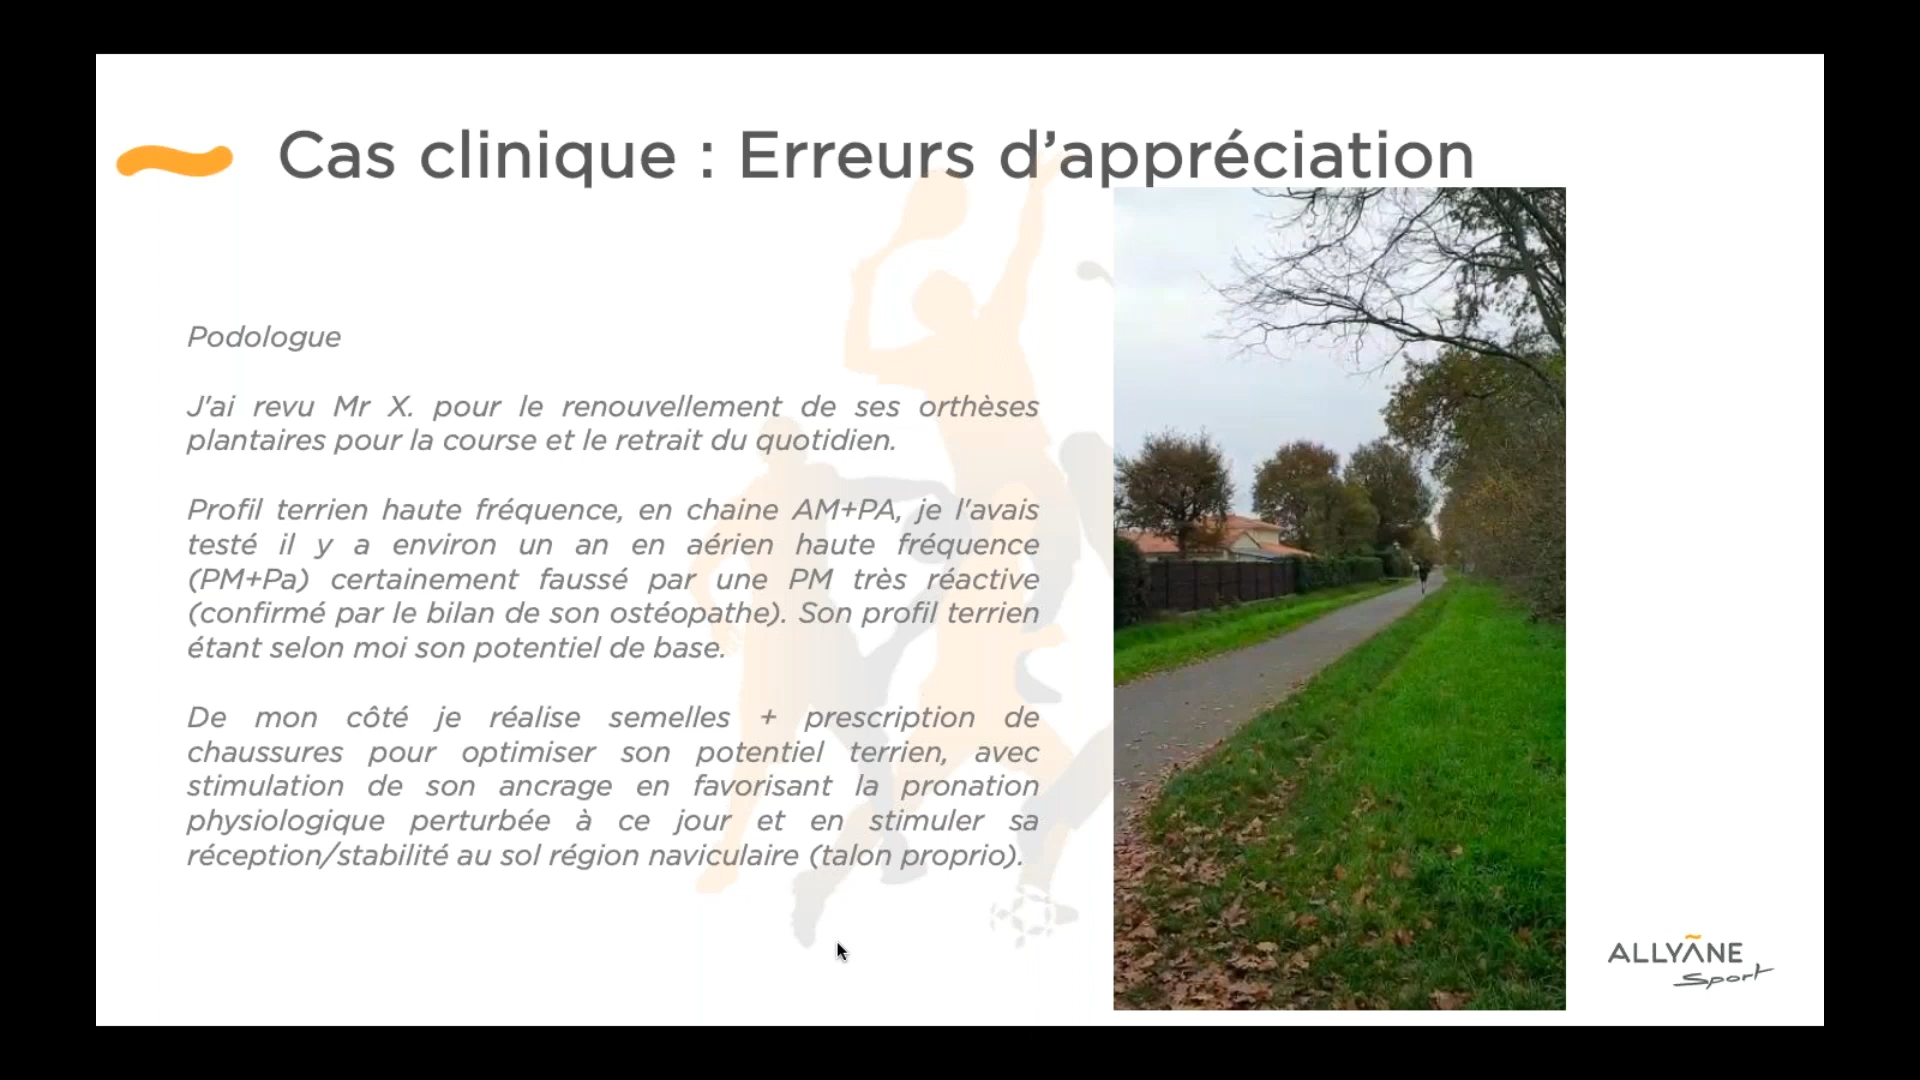 Cas clinique : Erreurs d’appréciation
Podologue
J'ai revu Mr X. pour le renouvellement de ses orthèses
plantaires pour la course et le retrait du quotidien.
Profil terrien haute fréquence, en chaine AM+PA, je l'avais
testé il y a environ un an en aérien haute fréquence
(PM+Pa) certainement faussé par une PM très réactive
(confirmé par le bilan de son ostéopathe). Son profil terrien
étant selon moi son potentiel de base.
De mon côté je réalise semelles + prescription de
chaussures pour optimiser son potentiel terrien, avec
stimulation de son ancrage en favorisant la pronation
physiologique perturbée à ce jour et en stimuler sa
réception/stabilité au sol région naviculaire (talon proprio).
ALLYANE
Sport